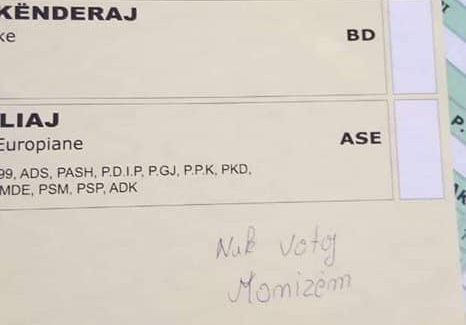 KËNDERAJ
ke
BD
LIAJ
Europiane
ASE
99, ADS, PASH, P.D.I.P, P.GJ, P.P.K, PKD,
MDE, PSM, PSP, ADK
Nuk votoj
Momizëm
P.